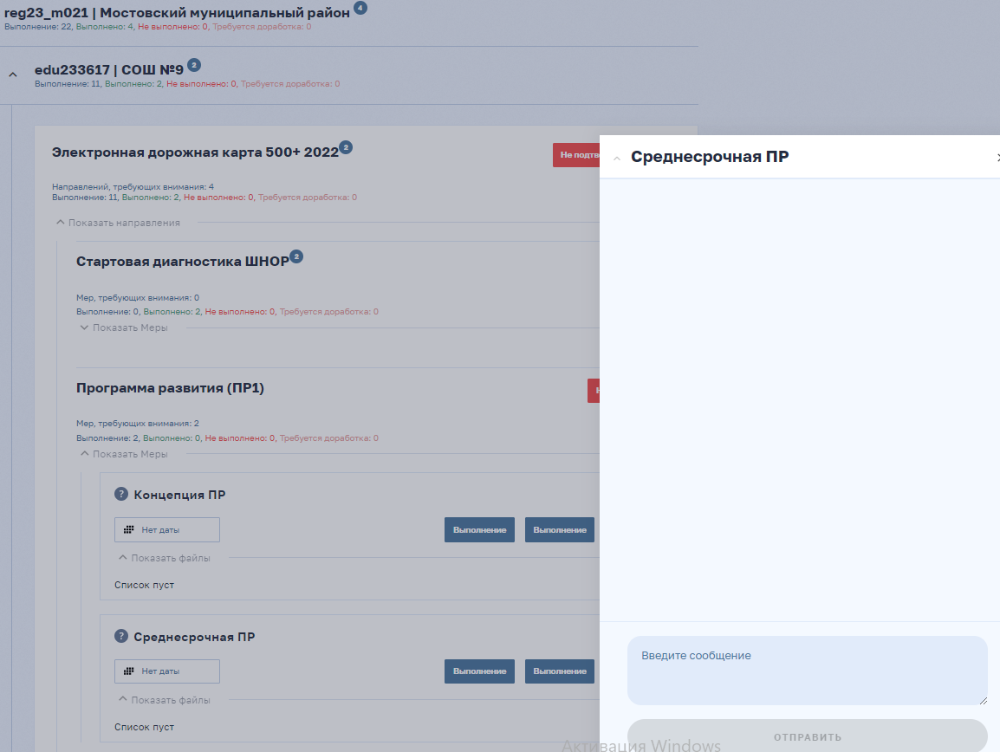 reg23_m021 | Мостовский муниципальный район 4
Выполнение: 22, Выполнено: 4, Не выполнено: 0, Требуется доработка: 0
edu233617 | СОШ №9 2
Выполнение: 11, Выполнено: 2, Не выполнено: 0, Требуется доработка: 0
Электронная дорожная карта 500+ 2022 2
Не подтв
Направлений, требующих внимания: 4
Выполнение: 11, Выполнено: 2, Не выполнено: 0, Требуется доработка: 0
Показать направления
Стартовая диагностика ШНОР 2
Мер, требующих внимания: 0
Выполнение: 0, Выполнено: 2, Не выполнено: 0, Требуется доработка: 0
Показать Меры
Программа развития (ПР1)
Мер, требующих внимания: 2
Выполнение: 2, Выполнено: 0, Не выполнено: 0, Требуется доработка: 0
Показать Меры
? Концепция ПР
Нет даты
Выполнение Выполнение
Показать файлы
Список пуст
? Среднесрочная ПР
Нет даты
Выполнение Выполнение
Показать файлы
Список пуст
Среднесрочная ПР
Введите сообщение
ОТПРАВИТЬ
Активация Windows